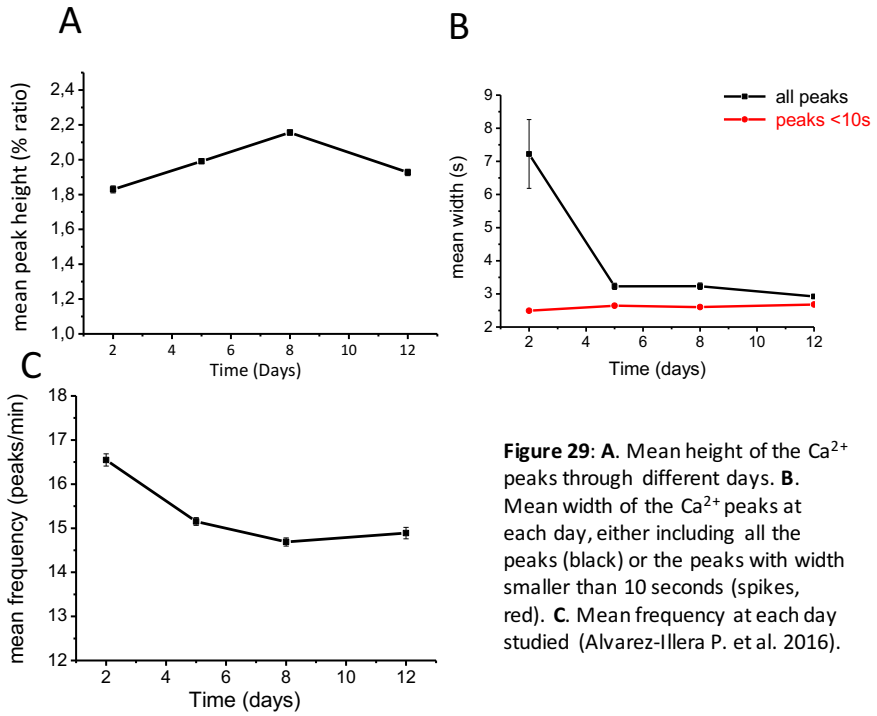 A
2,4
2,2
2,0
1,8
1,6
1,4
1,2
1,0
mean peak height (% ratio)
2 4 6 8 10 12
Time (Days)
B
all peaks
peaks <10s
9
8
7
6
5
4
3
2
mean width (s)
2 4 6 8 10 12
Time (days)
C
18
17
16
15
14
13
12
mean frequency (peaks/min)
2 4 6 8 10 12
Time (days)
Figure 29: A. Mean height of the Ca²⁺
peaks through different days. B.
Mean width of the Ca²⁺ peaks at
each day, either including all the
peaks (black) or the peaks with width
smaller than 10 seconds (spikes,
red). C. Mean frequency at each day
studied (Alvarez-Illera P. et al. 2016).